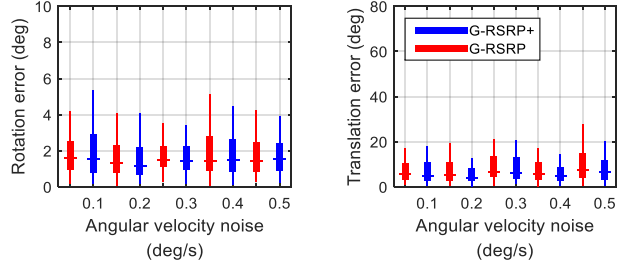 10
8
6
4
2
0
Rotation error (deg)
0.1 0.2 0.3 0.4 0.5
Angular velocity noise
(deg/s)
80
60
40
20
0
Translation error (deg)
G-RSRP+
G-RSRP
0.1 0.2 0.3 0.4 0.5
Angular velocity noise
(deg/s)